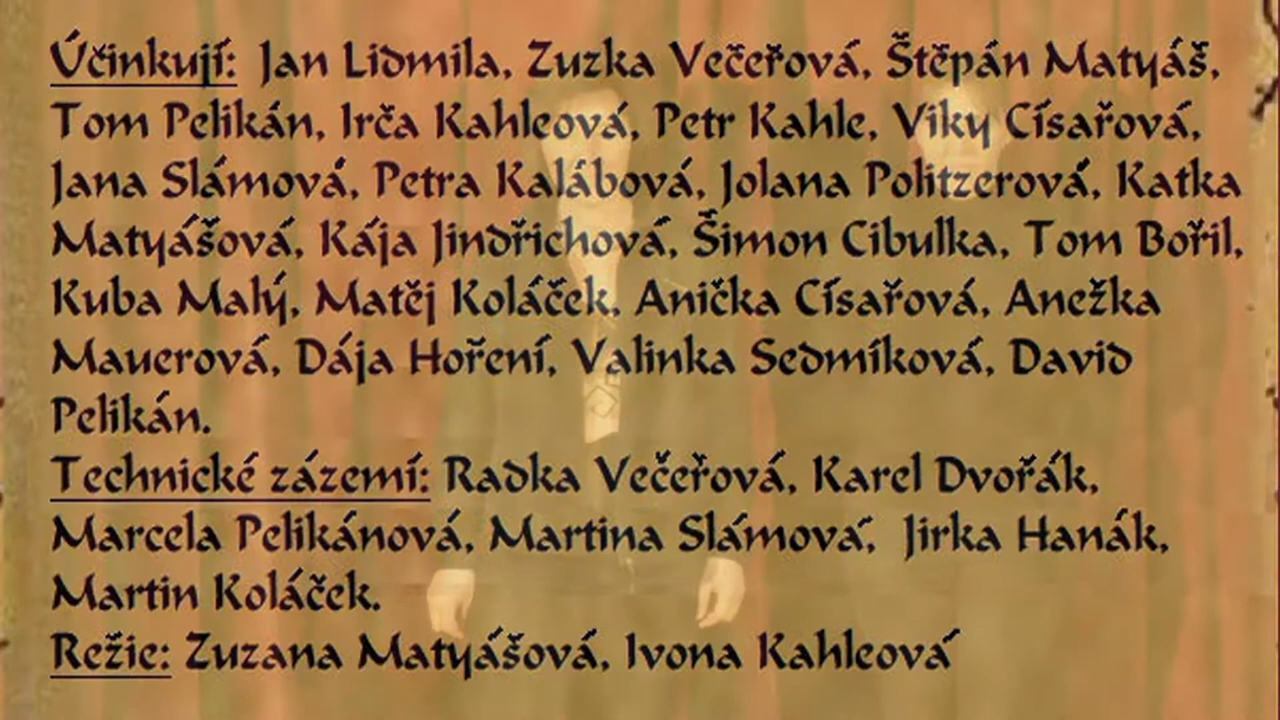 Účinkují: Jan Lidmila, Zuzka Večeřová, Štěpán Matyáš,
Tom Pelikán, Irča Kahleová, Petr Kahle, Viky Císařová,
Jana Slámová, Petra Kalábová, Jolana Politzerová, Katka
Matyášová, Kája Jindřichová, Šimon Cibulka, Tom Bořil,
Kuba Malý, Matěj Koláček, Anička Císařová, Anežka
Mauerová, Dája Hoření, Valinka Sedmíková, David
Pelikán.
Technické zázemí: Radka Večeřová, Karel Dvořák,
Marcela Pelikánová, Martina Slámová, Jirka Hanák,
Martin Koláček.
Režie: Zuzana Matyášová, Ivona Kahleová